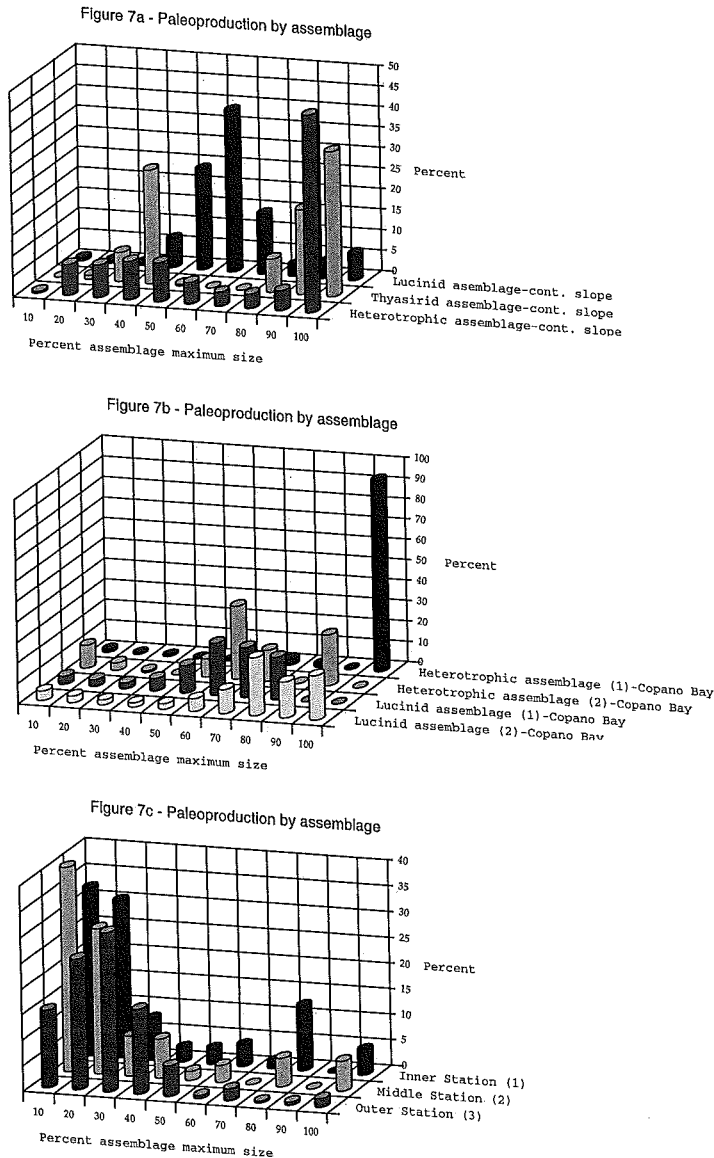 Figure 7a - Paleoproduction by assemblage
50
45
40
35
30
25
20
15
10
5
0
Percent
Lucinid asemblage-cont. slope
Thyasirid assemblage-cont. slope
Heterotrophic assemblage-cont. slope
10 20 30 40 50 60 70 80 90 100
Percent assemblage maximum size
Figure 7b - Paleoproduction by assemblage
100
90
80
70
60
50
40
30
20
10
0
Percent
Heterotrophic assemblage (1)-Copano Bay
Heterotrophic assemblage (2)-Copano Bay
Lucinid assemblage (1)-Copano Bay
Lucinid assemblage (2)-Copano Bay
10 20 30 40 50 60 70 80 90 100
Percent assemblage maximum size
Figure 7c - Paleoproduction by assemblage
40
35
30
25
20
15
10
5
0
Percent
Inner Station (1)
Middle Station (2)
Outer Station (3)
10 20 30 40 50 60 70 80 90 100
Percent assemblage maximum size